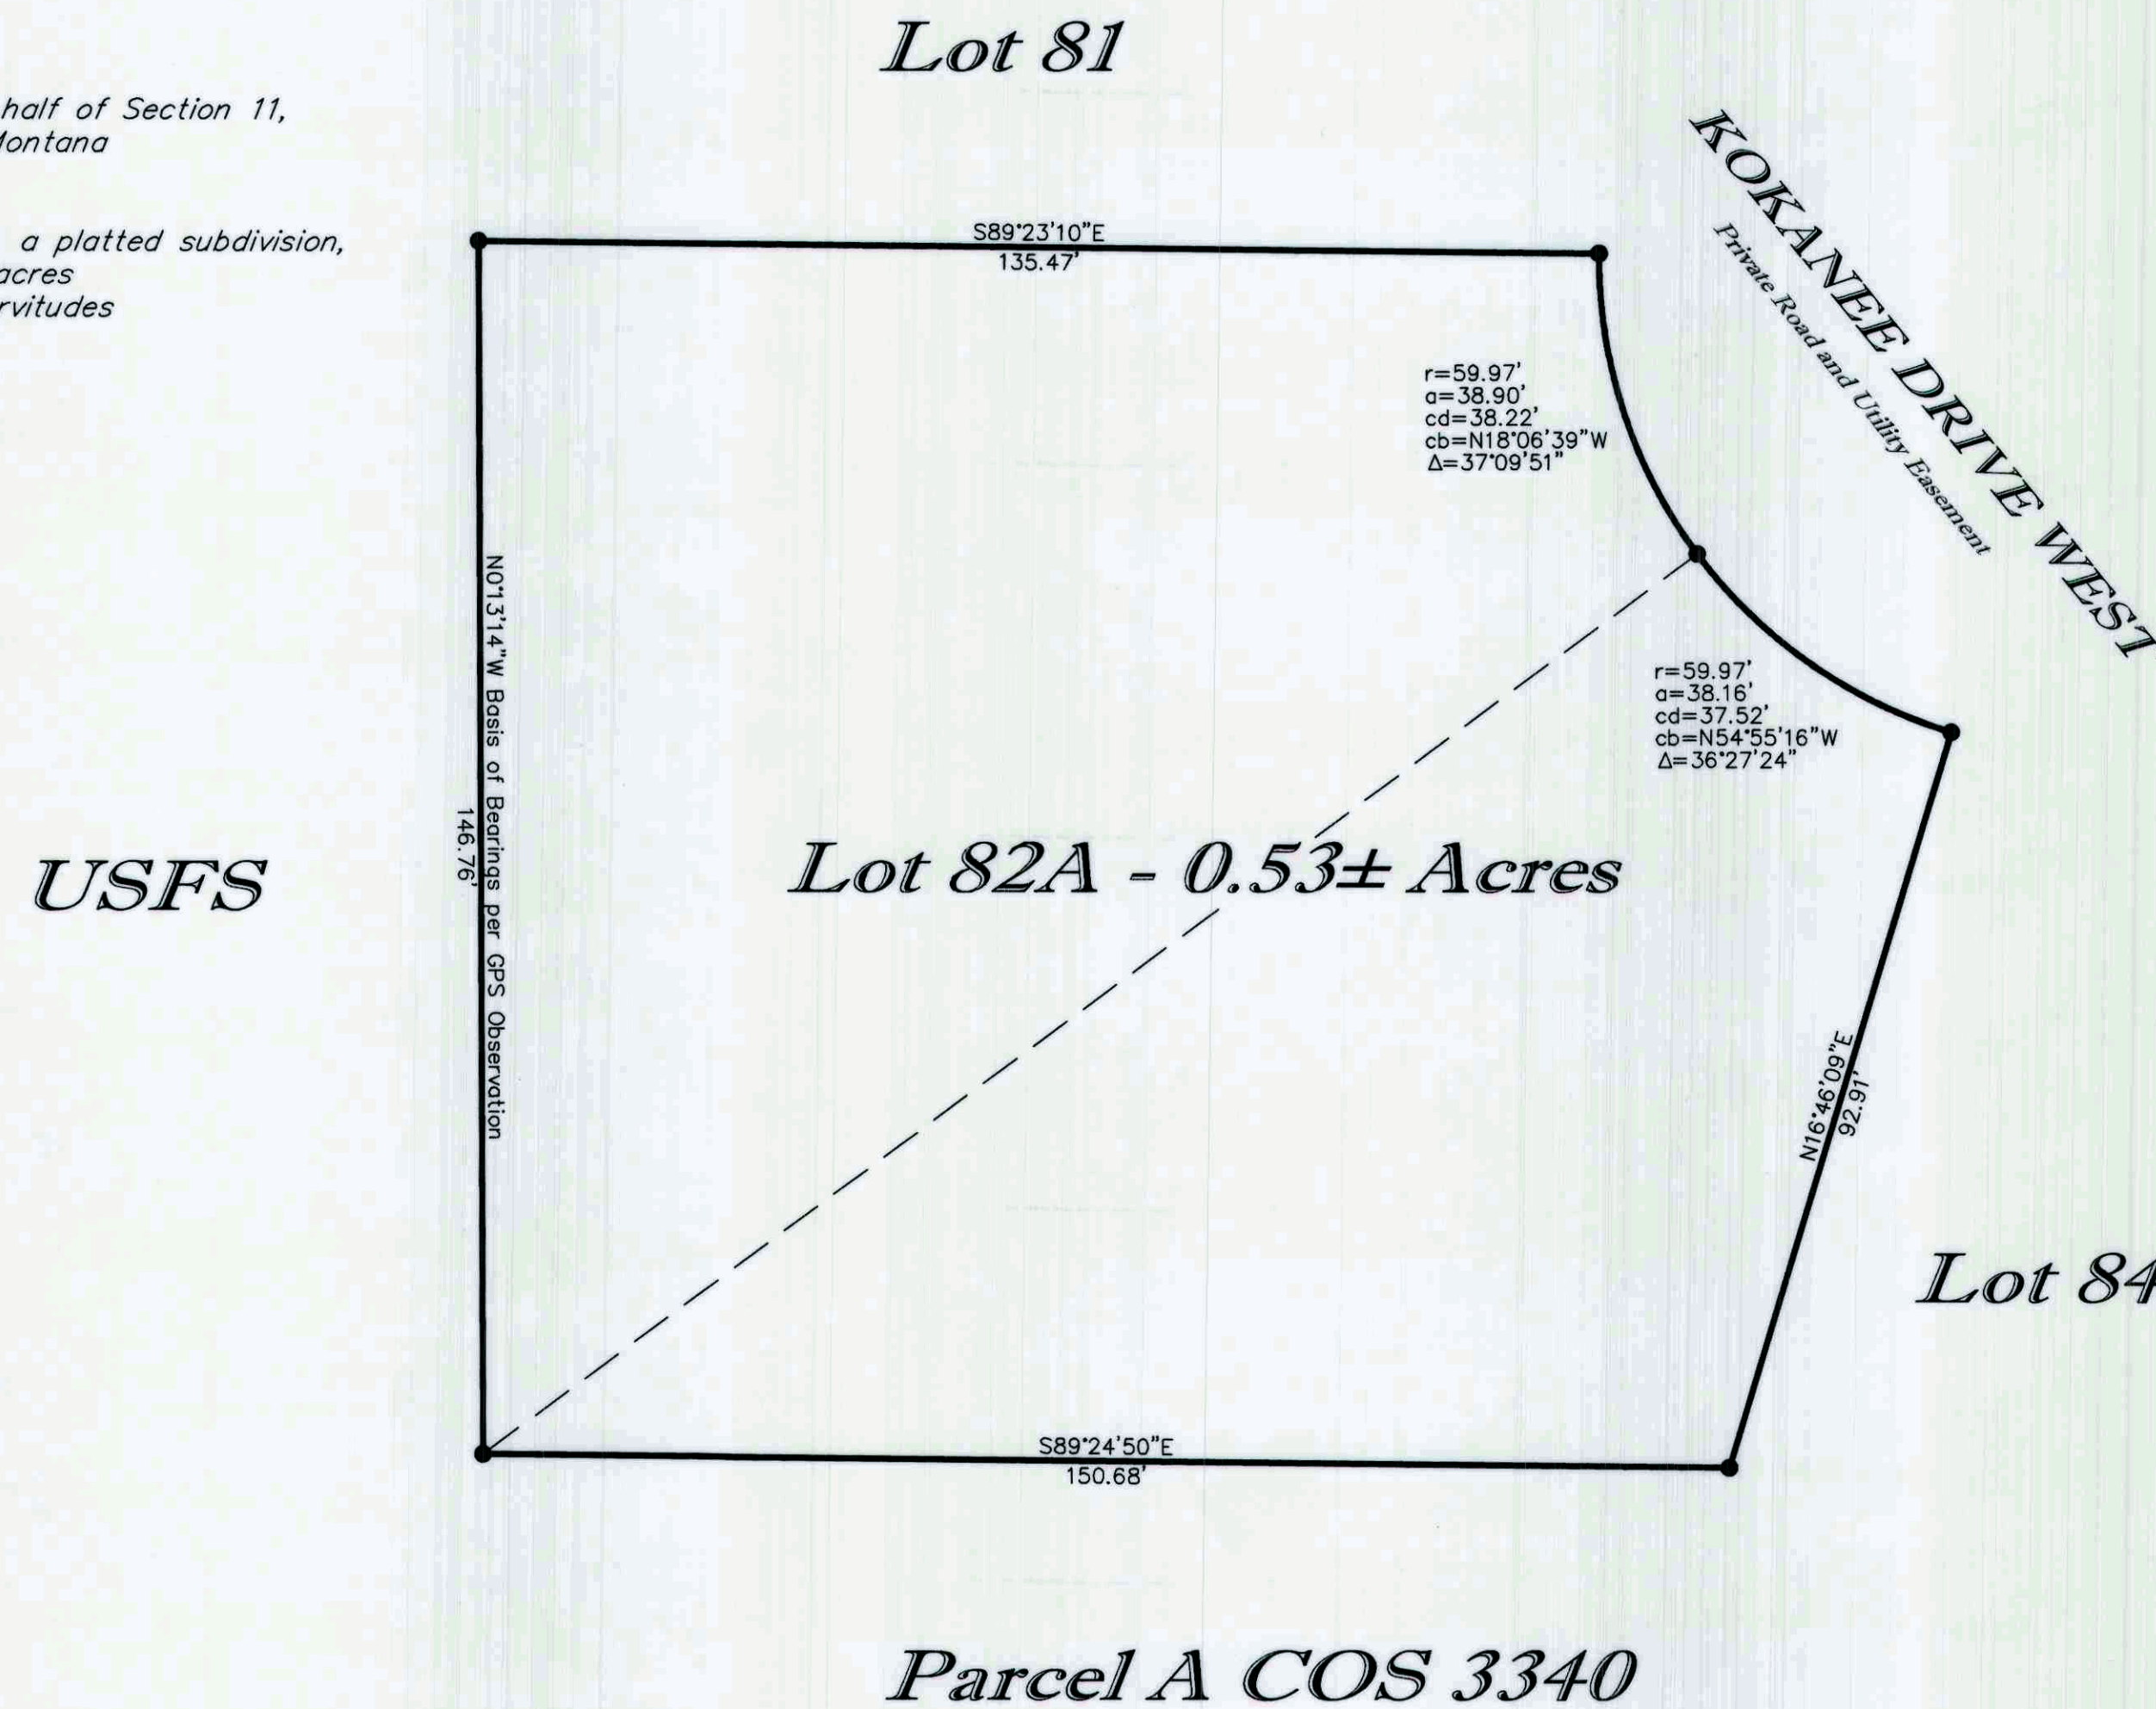 Lot 81
half of Section 11,
Montana
a platted subdivision,
acres
rvitudes
KOKANEE DRIVE WEST
Private Road and Utility Easement
S89°23'10"E
135.47'
r=59.97'
a=38.90'
cd=38.22'
cb=N18°06'39"W
Δ=37°09'51"
N0°13'14"W Basis of Bearings per GPS Observation
146.76'
r=59.97'
a=38.16'
cd=37.52'
cb=N54°55'16"W
Δ=36°27'24"
USFS
Lot 82A - 0.53± Acres
N16°46'09"E
92.91'
Lot 84
S89°24'50"E
150.68'
Parcel A COS 3340